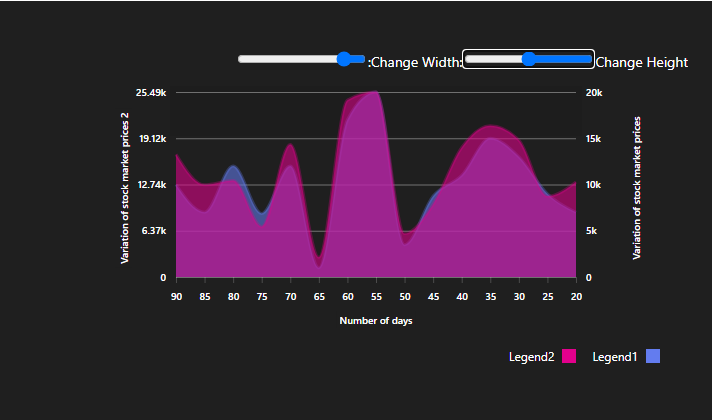 :Change Width: Change Height
Variation of stock market prices 2
25.49k
19.12k
12.74k
6.37k
0
20k
15k
10k
5k
0
Variation of stock market prices
90 85 80 75 70 65 60 55 50 45 40 35 30 25 20
Number of days
Legend2 Legend1